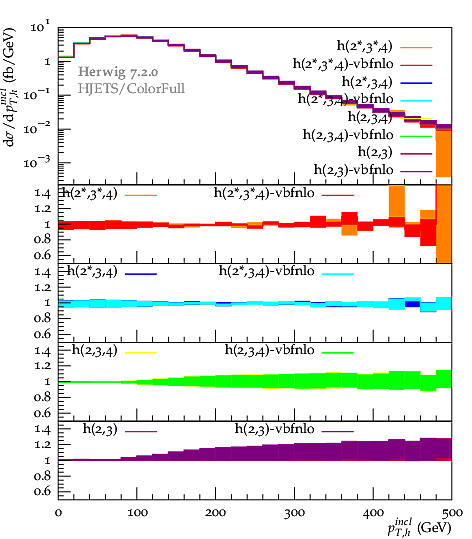 10^1
1
10^−1
10^−2
10^−3
dσ/dp^incl_T,h (fb/GeV)
Herwig 7.2.0
HJETS/ColorFull
h(2*,3*,4)
h(2*,3*,4)-vbfnlo
h(2*,3,4)
h(2*,3,4)-vbfnlo
h(2,3,4)
h(2,3,4)-vbfnlo
h(2,3)
h(2,3)-vbfnlo
h(2*,3*,4) h(2*,3*,4)-vbfnlo
1.4
1.2
1
0.8
0.6
h(2*,3,4) h(2*,3,4)-vbfnlo
1.4
1.2
1
0.8
0.6
h(2,3,4) h(2,3,4)-vbfnlo
1.4
1.2
1
0.8
0.6
h(2,3) h(2,3)-vbfnlo
1.4
1.2
1
0.8
0.6
0 100 200 300 400 500
p^incl_T,h (GeV)